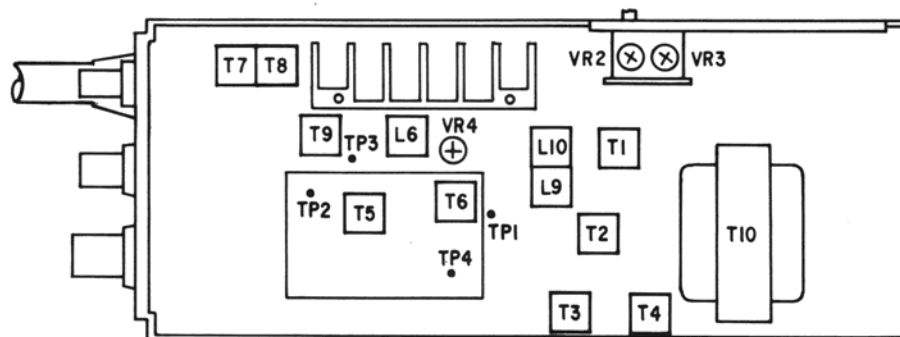 VR2 VR3
T7 T8
VR4
T9 TP3 L6 L10 T1
L9
TP2 T5 T6 TP1 T2 T10
TP4
T3 T4